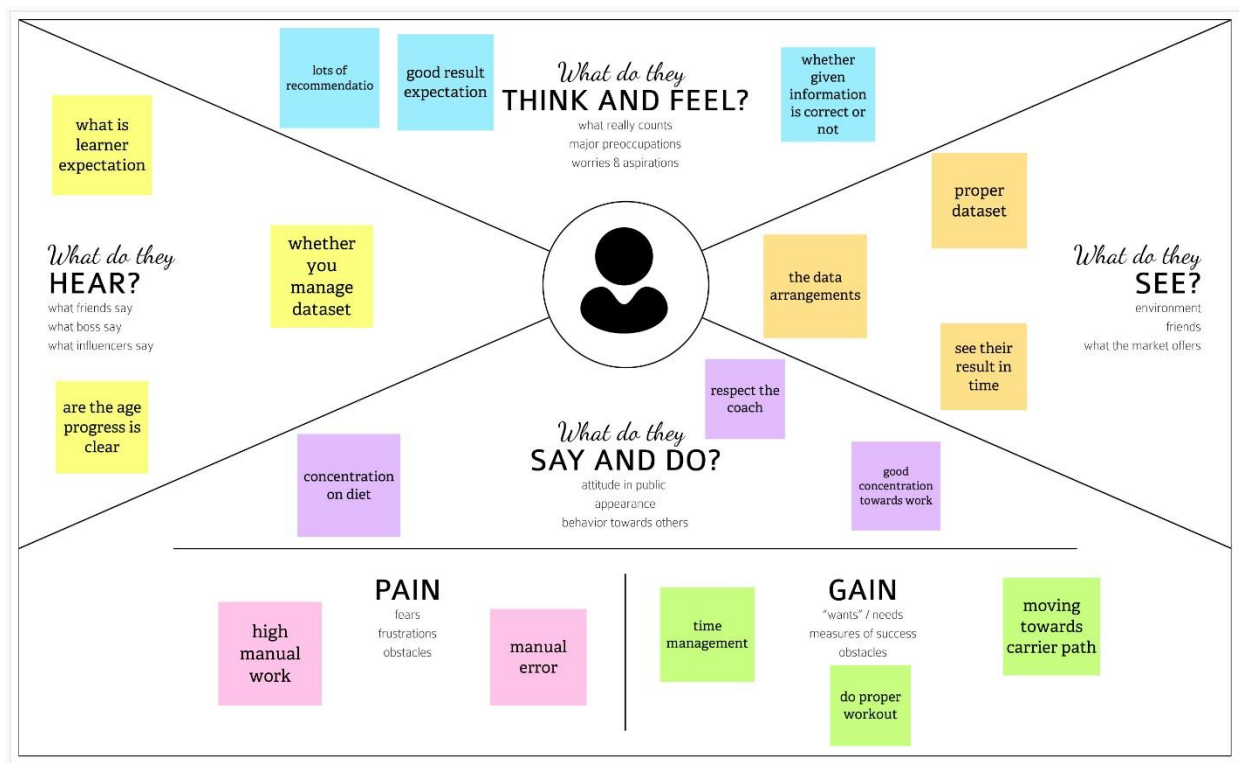 lots of
recommendatio
good result
expectation
What do they
THINK AND FEEL?
what really counts
major preoccupations
worries & aspirations
whether
given
information
is correct or
not
what is
learner
expectation
What do they
HEAR?
what friends say
what boss say
what influencers say
whether
you
manage
dataset
are the age
progress is
clear
proper
dataset
the data
arrangements
What do they
SEE?
environment
friends
what the market offers
see their
result in
time
respect the
coach
What do they
SAY AND DO?
attitude in public
appearance
behavior towards others
concentration
on diet
good
concentration
towards work
PAIN
fears
frustrations
obstacles
high
manual
work
manual
error
GAIN
"wants" / needs
measures of success
obstacles
time
management
do proper
workout
moving
towards
carrier path